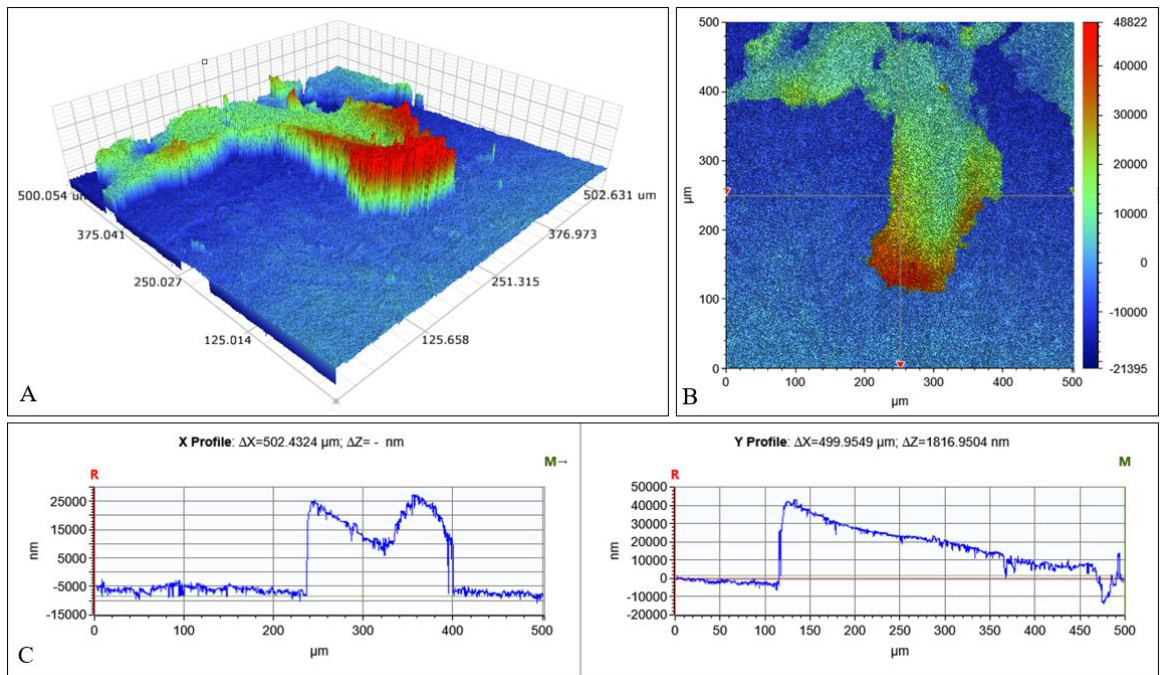 500.054 um
375.041
250.027
125.014
502.631 um
376.973
251.315
125.658
A
500
400
300
200
100
0
µm
0 100 200 300 400 500
µm
48822
40000
30000
20000
10000
0
-10000
-21395
B
X Profile: ΔX=502.4324 µm; ΔZ= - nm
R
M→
25000
15000
5000
-5000
-15000
nm
0 100 200 300 400 500
µm
C
Y Profile: ΔX=499.9549 µm; ΔZ=1816.9504 nm
R
M
50000
40000
30000
20000
10000
0
-10000
-20000
nm
0 50 100 150 200 250 300 350 400 450 500
µm